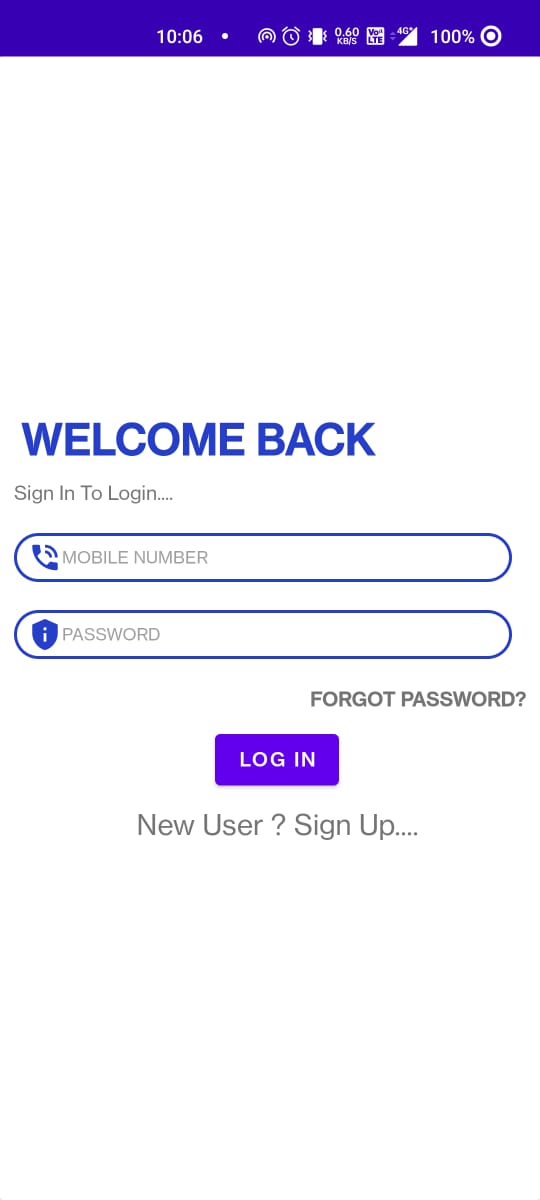 10:06 • 0.60 KB/S Vo LTE 4G+ 100%
WELCOME BACK
Sign In To Login....
MOBILE NUMBER
PASSWORD
FORGOT PASSWORD?
LOG IN
New User ? Sign Up....